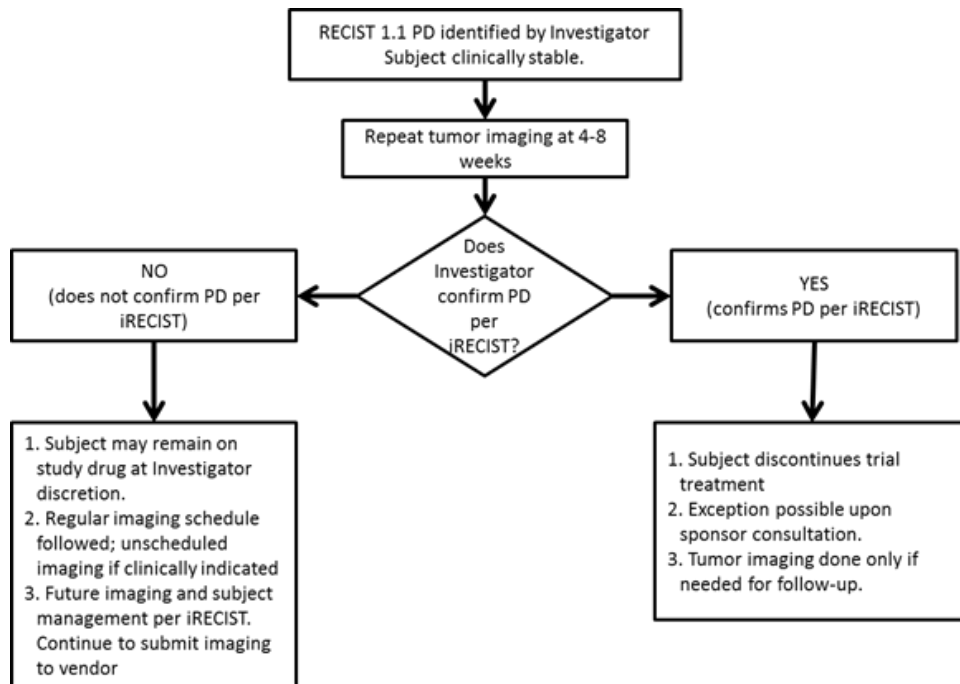 RECIST 1.1 PD identified by Investigator
Subject clinically stable.
Repeat tumor imaging at 4-8
weeks
Does
Investigator
confirm PD
per
iRECIST?
NO
(does not confirm PD per
iRECIST)
YES
(confirms PD per iRECIST)
1. Subject may remain on
study drug at Investigator
discretion.
2. Regular imaging schedule
followed; unscheduled
imaging if clinically indicated
3. Future imaging and subject
management per iRECIST.
Continue to submit imaging
to vendor
1. Subject discontinues trial
treatment
2. Exception possible upon
sponsor consultation.
3. Tumor imaging done only if
needed for follow-up.